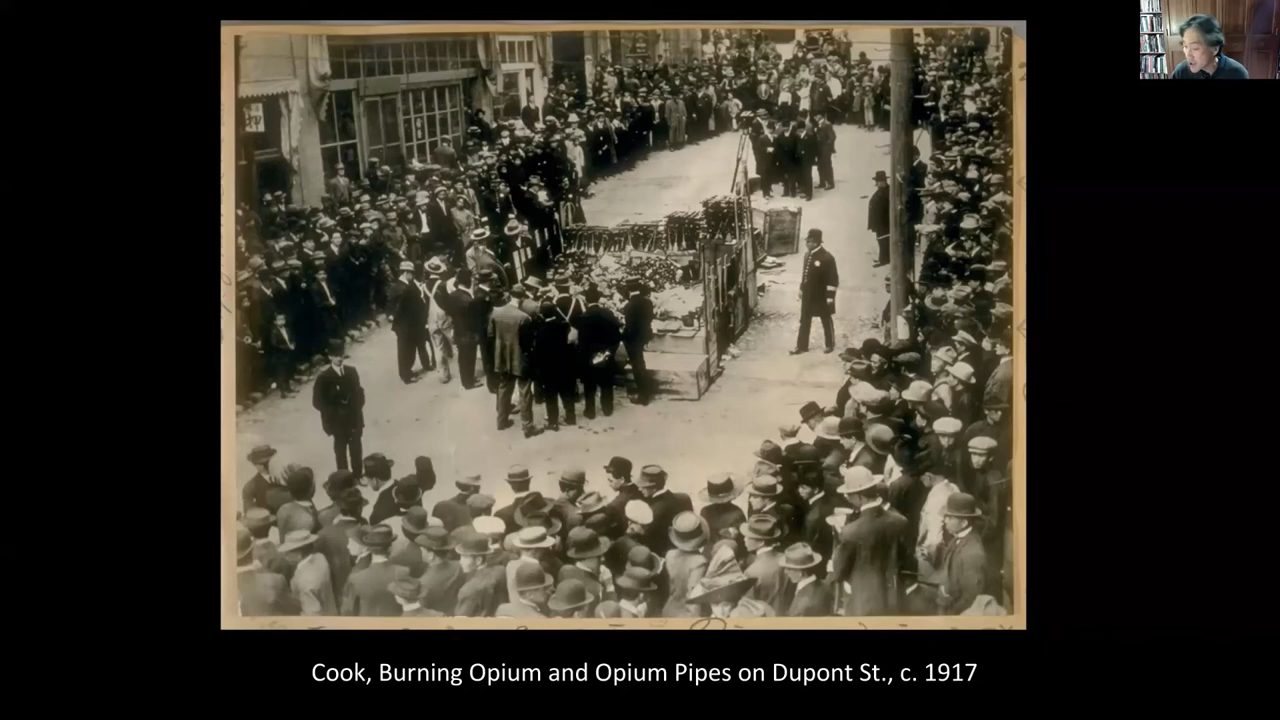 Cook, Burning Opium and Opium Pipes on Dupont St., c. 1917